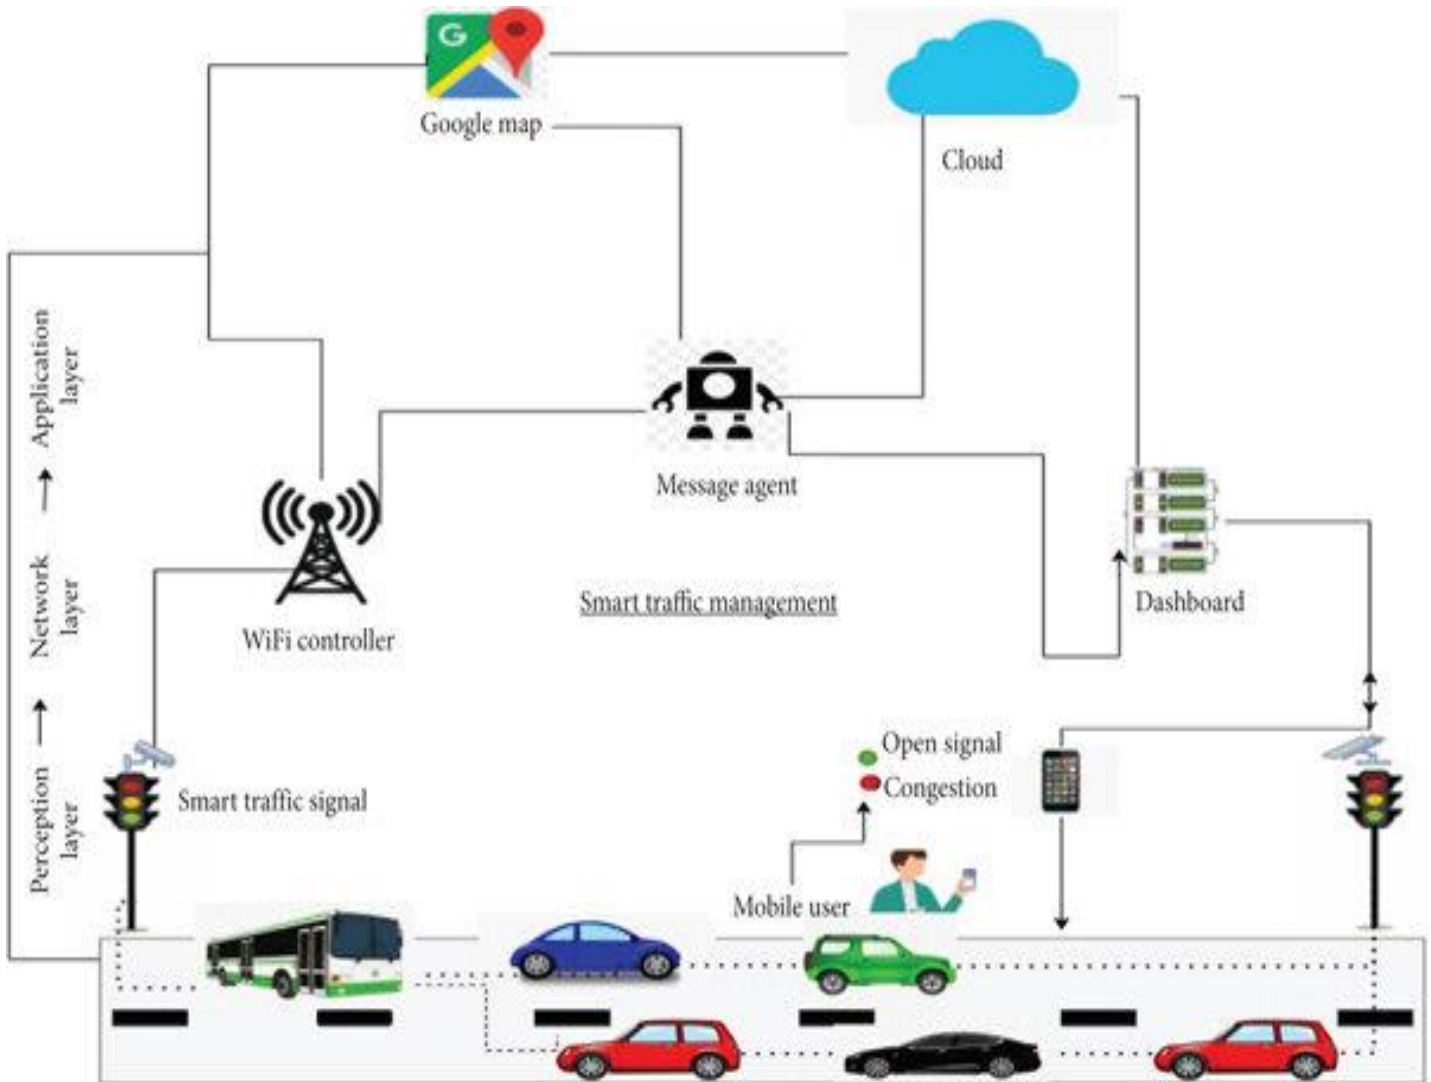 G
Google map
Cloud
Application
layer
Message agent
Network
layer
WiFi controller
Smart traffic management
Dashboard
Perception
layer
Smart traffic signal
Open signal
Congestion
Mobile user